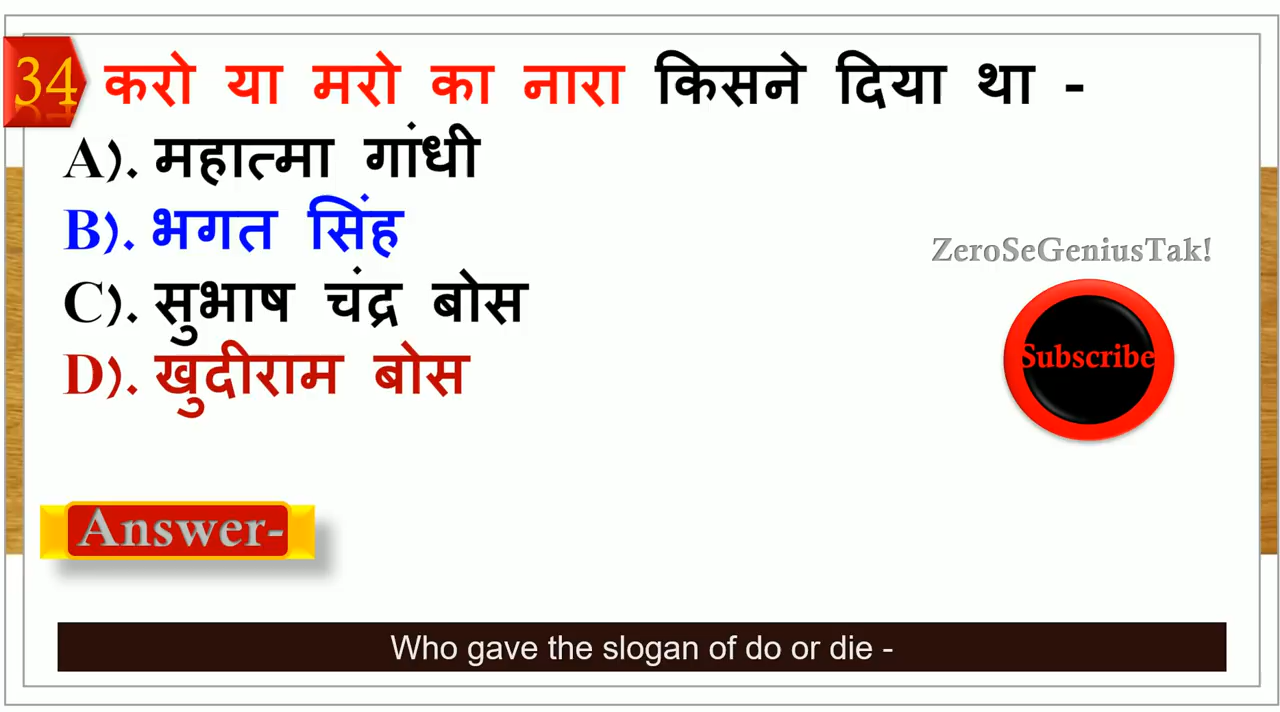 34 करो या मरो का नारा किसने दिया था -
A). महात्मा गांधी
B). भगत सिंह
C). सुभाष चंद्र बोस
D). खुदीराम बोस
ZeroSeGeniusTak!
Subscribe
Answer-
Who gave the slogan of do or die -